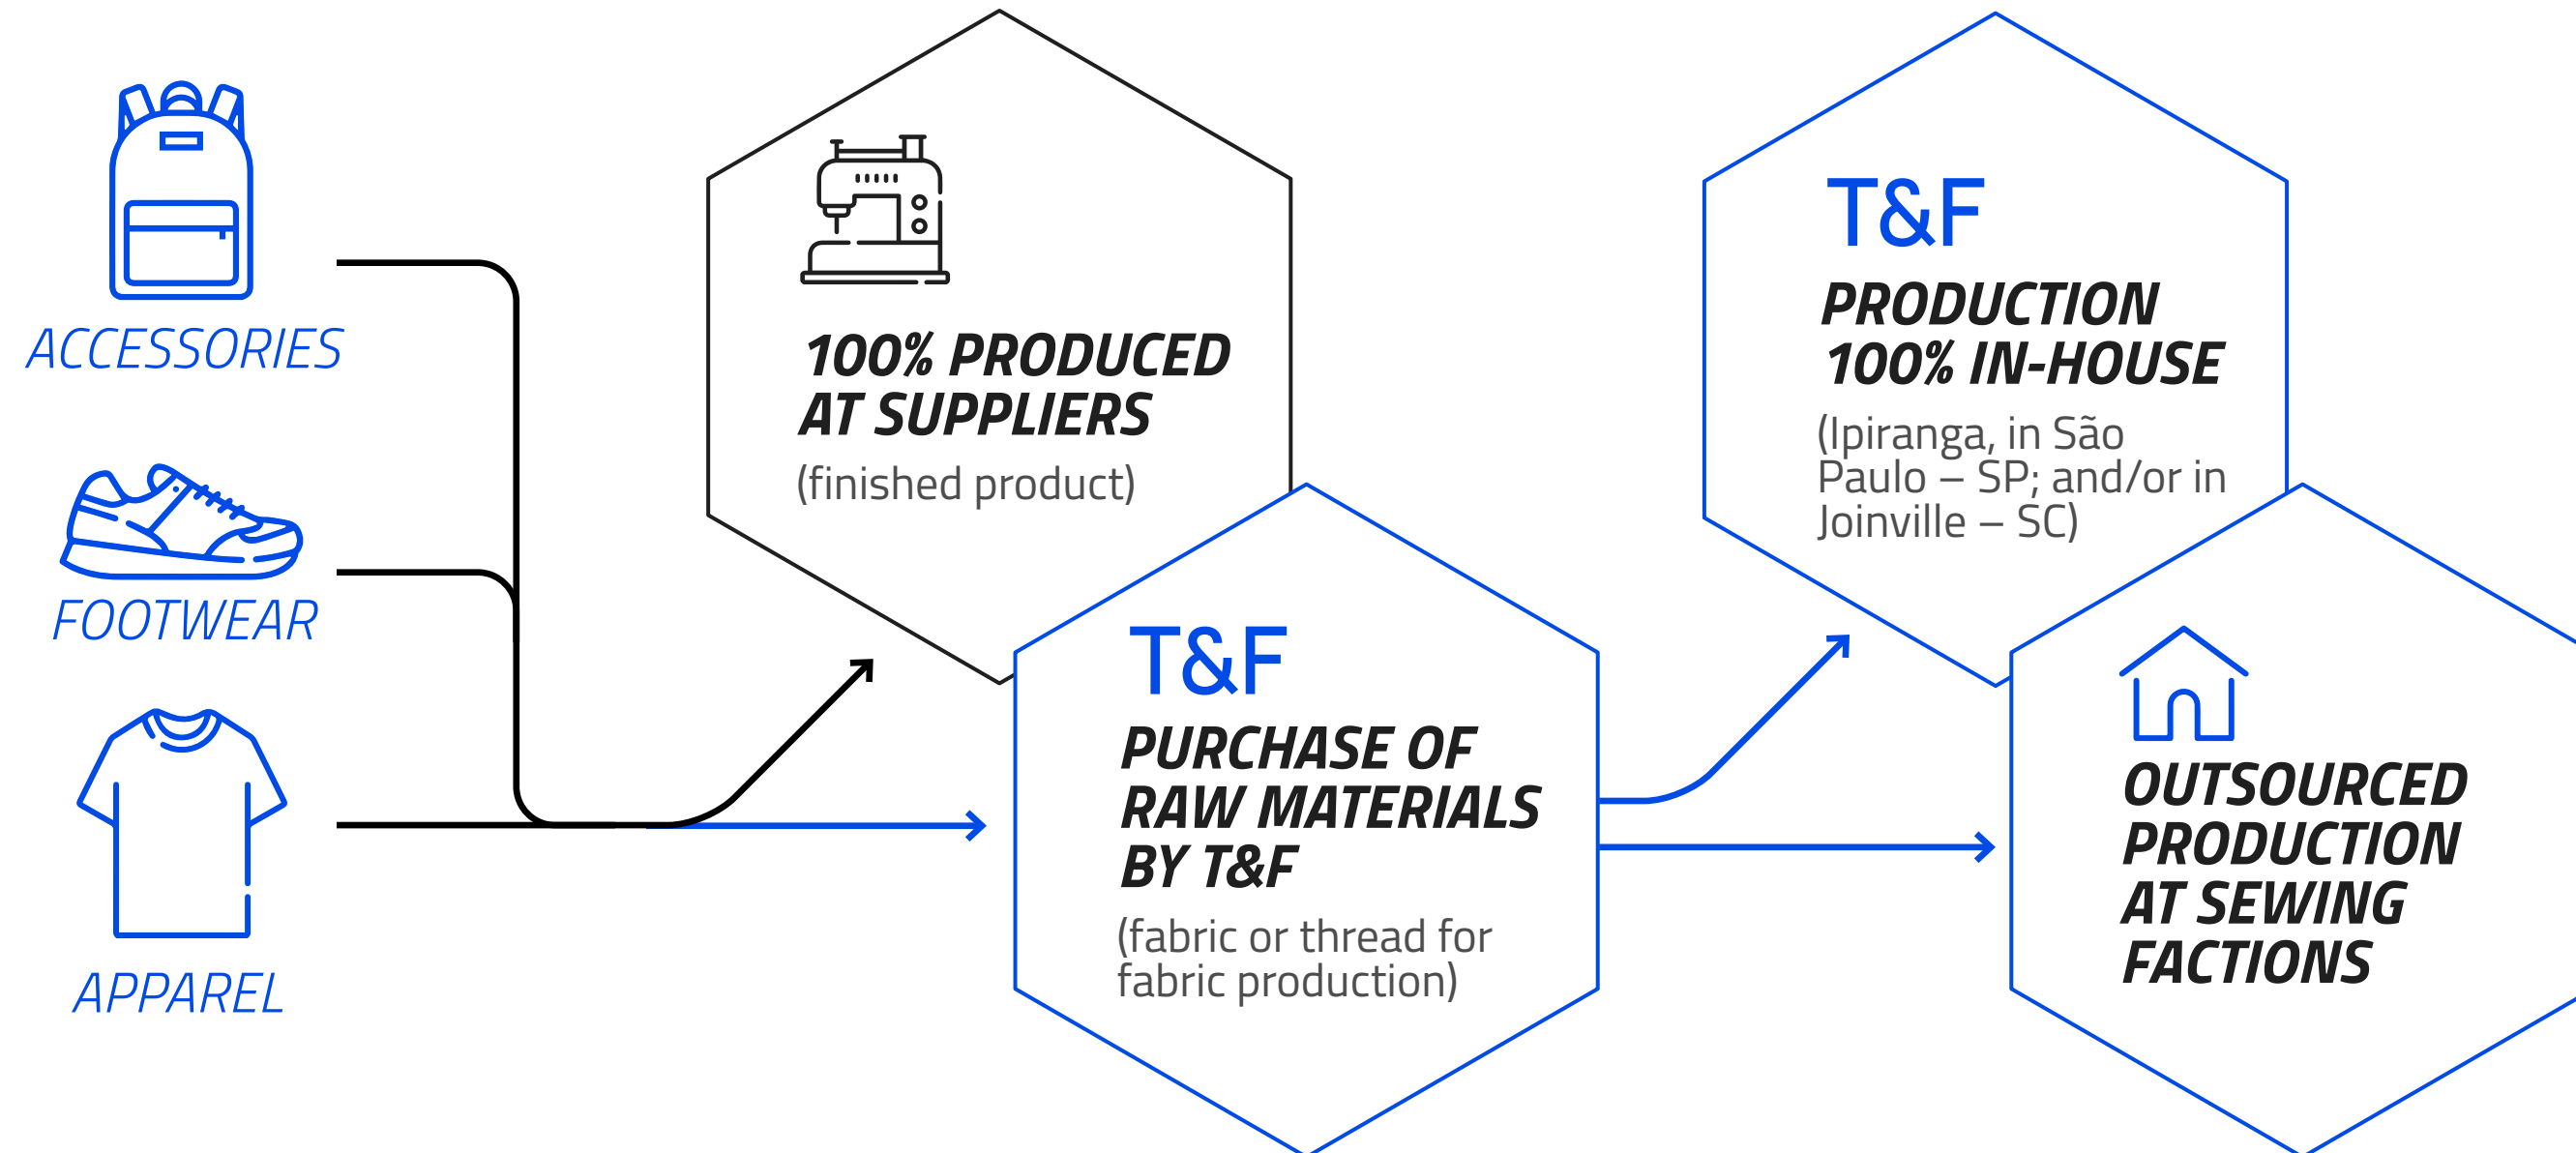 ACCESSORIES
FOOTWEAR
APPAREL
100% PRODUCED
AT SUPPLIERS
(finished product)
T&F
PURCHASE OF
RAW MATERIALS
BY T&F
(fabric or thread for
fabric production)
T&F
PRODUCTION
100% IN-HOUSE
(Ipiranga, in São
Paulo – SP; and/or in
Joinville – SC)
OUTSOURCED
PRODUCTION
AT SEWING
FACTIONS